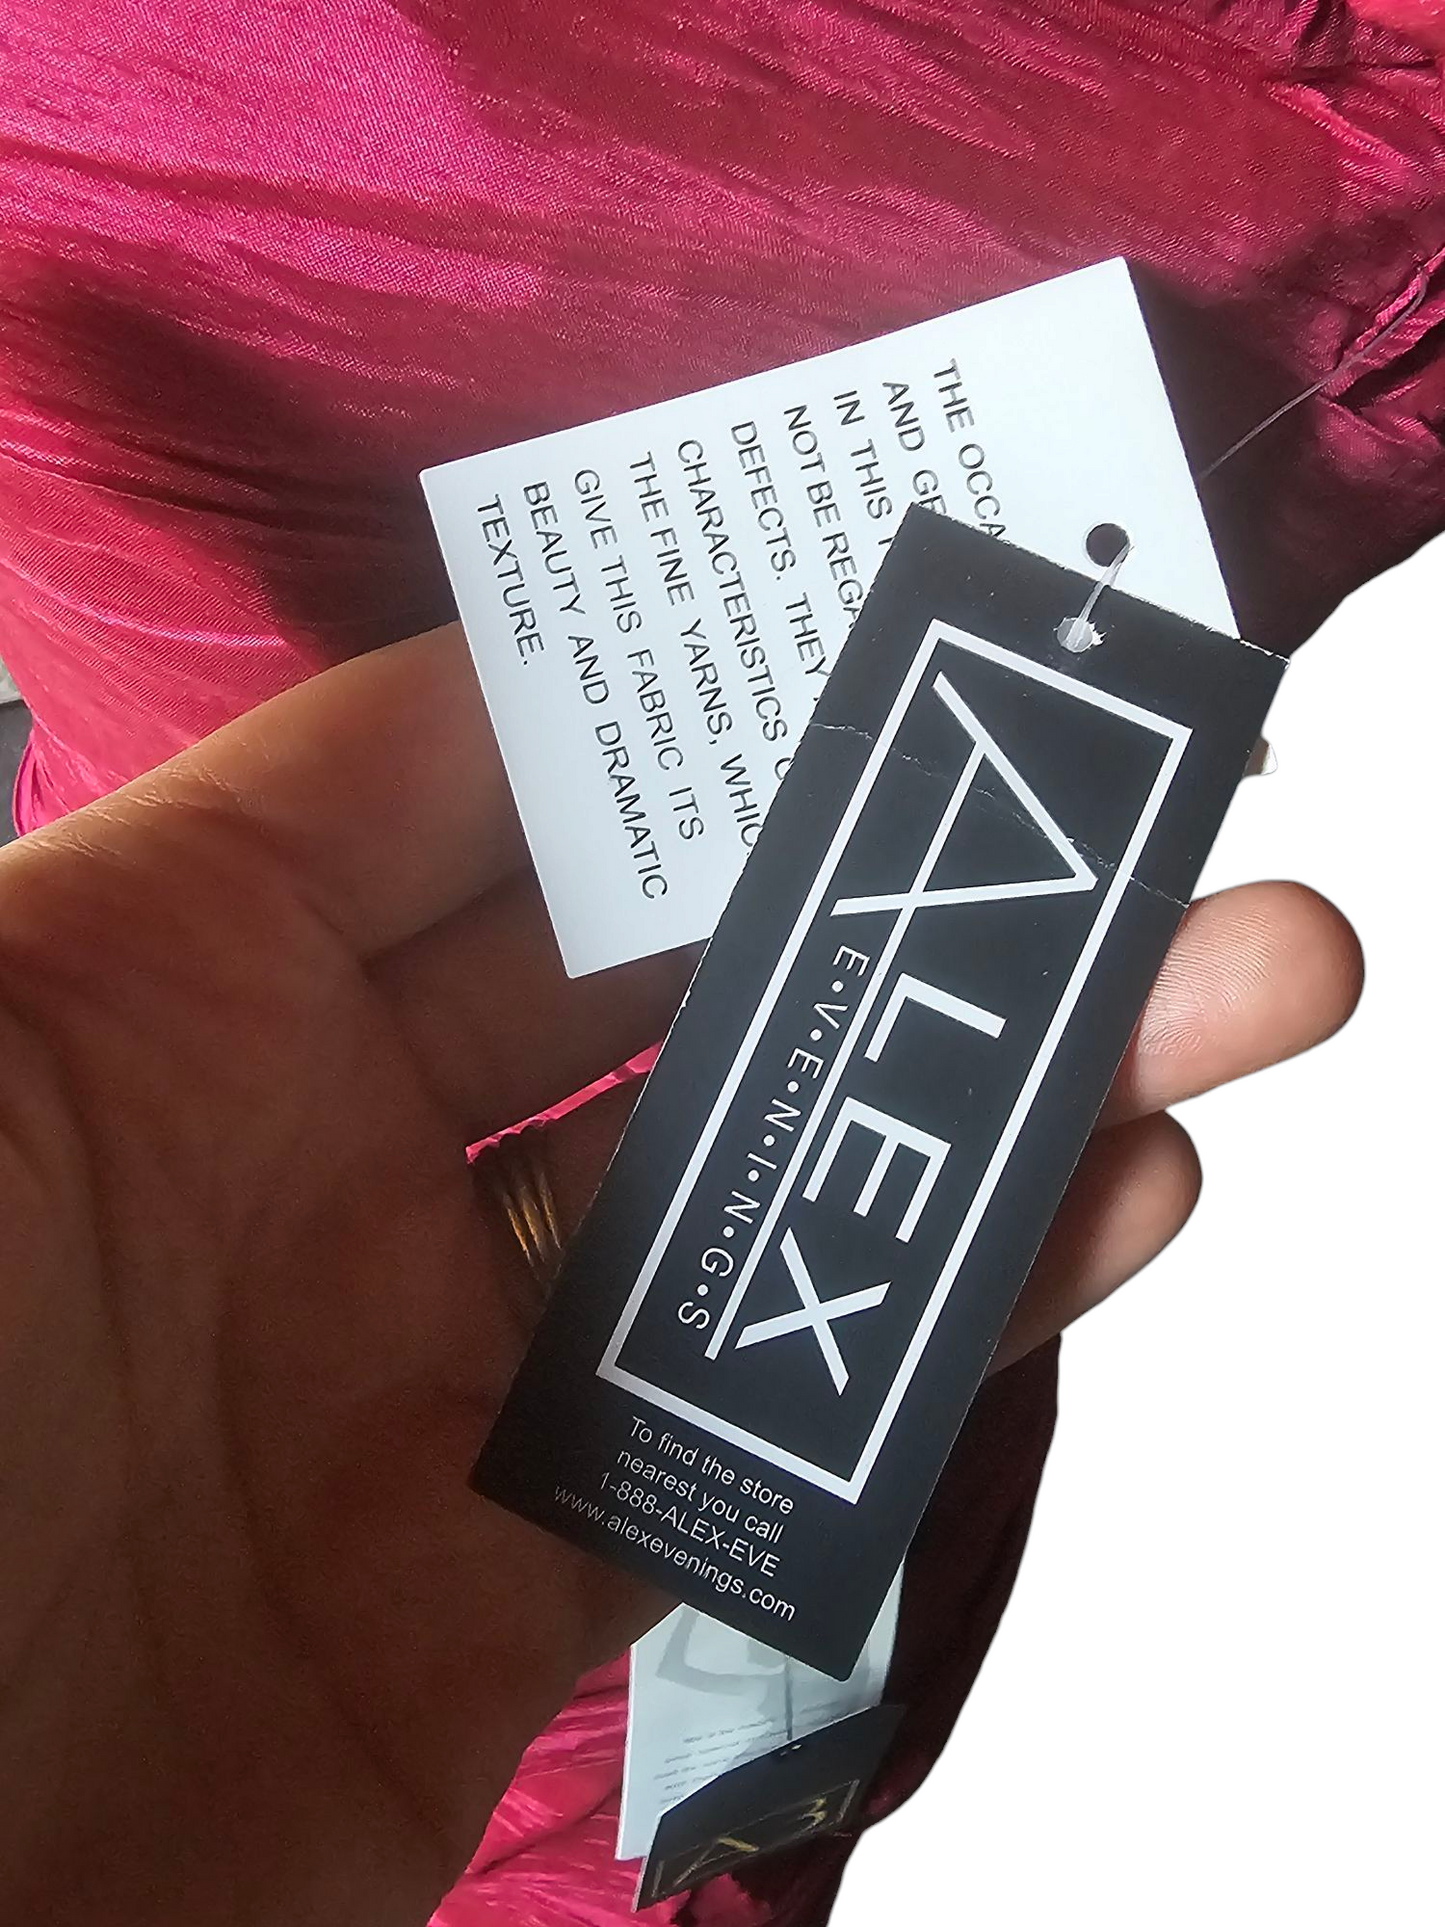 THE OCCA
AND GE
IN THIS
NOT BE REGA
DEFECTS. THEY
CHARACTERISTICS
THE FINE YARNS, WHIC
GIVE THIS FABRIC ITS
BEAUTY AND DRAMATIC
TEXTURE.
ALEX
E•V•E•N•I•N•G•S
To find the store
nearest you call
1-888-ALEX-EVE
www.alexevenings.com